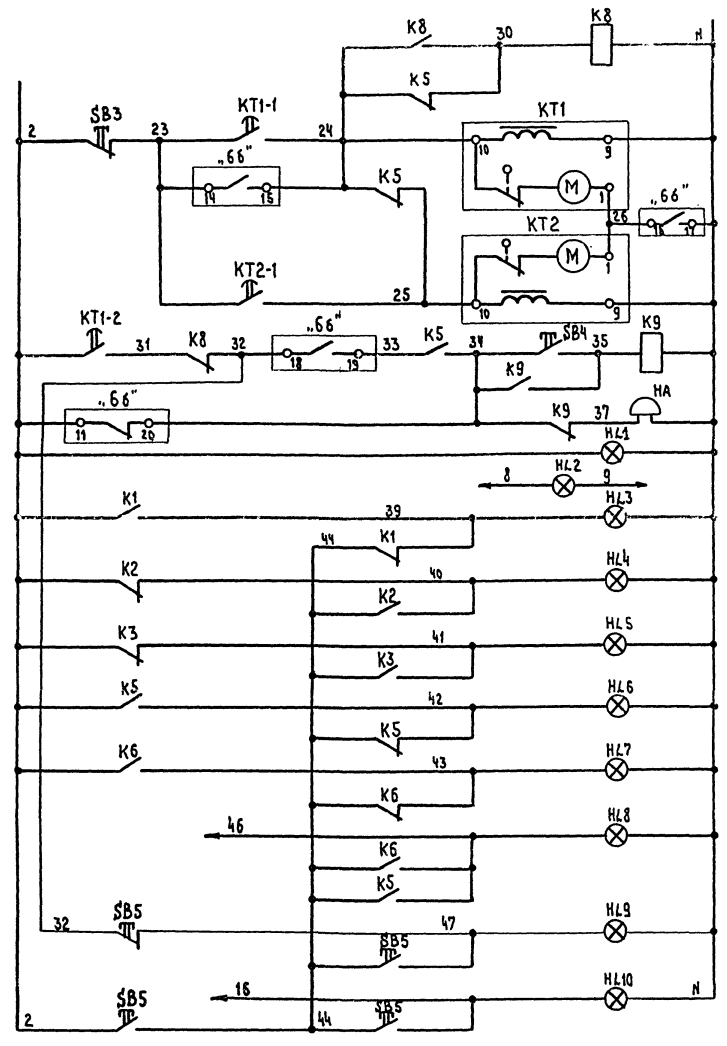 K8
30
K8
N
K5
SB3
KT1-1
KT1
2
23
24
10
9
„66"
K5
M
1
14
15
„66"
26
16
17
KT2
KT2-1
M
1
25
10
9
KT1-2
„66"
31
K8
32
33
K5
34
SB4
35
K9
18
19
K9
„66"
HA
K9
37
11
20
HL1
HL2
8
9
HL3
K1
39
44
K1
HL4
K2
40
K2
HL5
K3
41
K3
HL6
K5
42
K5
HL7
K6
43
K6
HL8
46
K6
K5
HL9
32
SB5
47
SB5
HL10
SB5
16
N
SB5
2
44